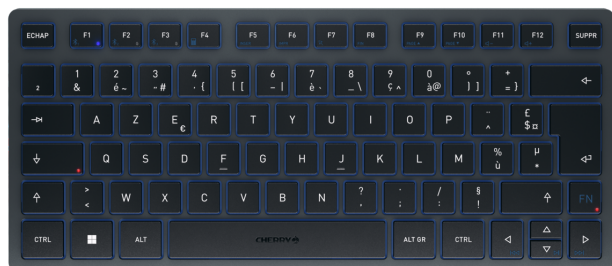 ECHAP F1 F2 F3 F4 F5 F6 F7 F8 F9 F10 F11 F12 SUPPR
1 2 3 4 5 6 7 8 9 0 ° +
2 & é ~ " # ' { ( [ - | è ` _ \ ç ^ à @ ) ] = }
A Z E € R T Y U I O P ¨ ^ £ $ ¤
Q S D F G H J K L M % ù µ *
> < W X C V B N ? , . ; / : § ! FN
CTRL ALT CHERRY ALT GR CTRL